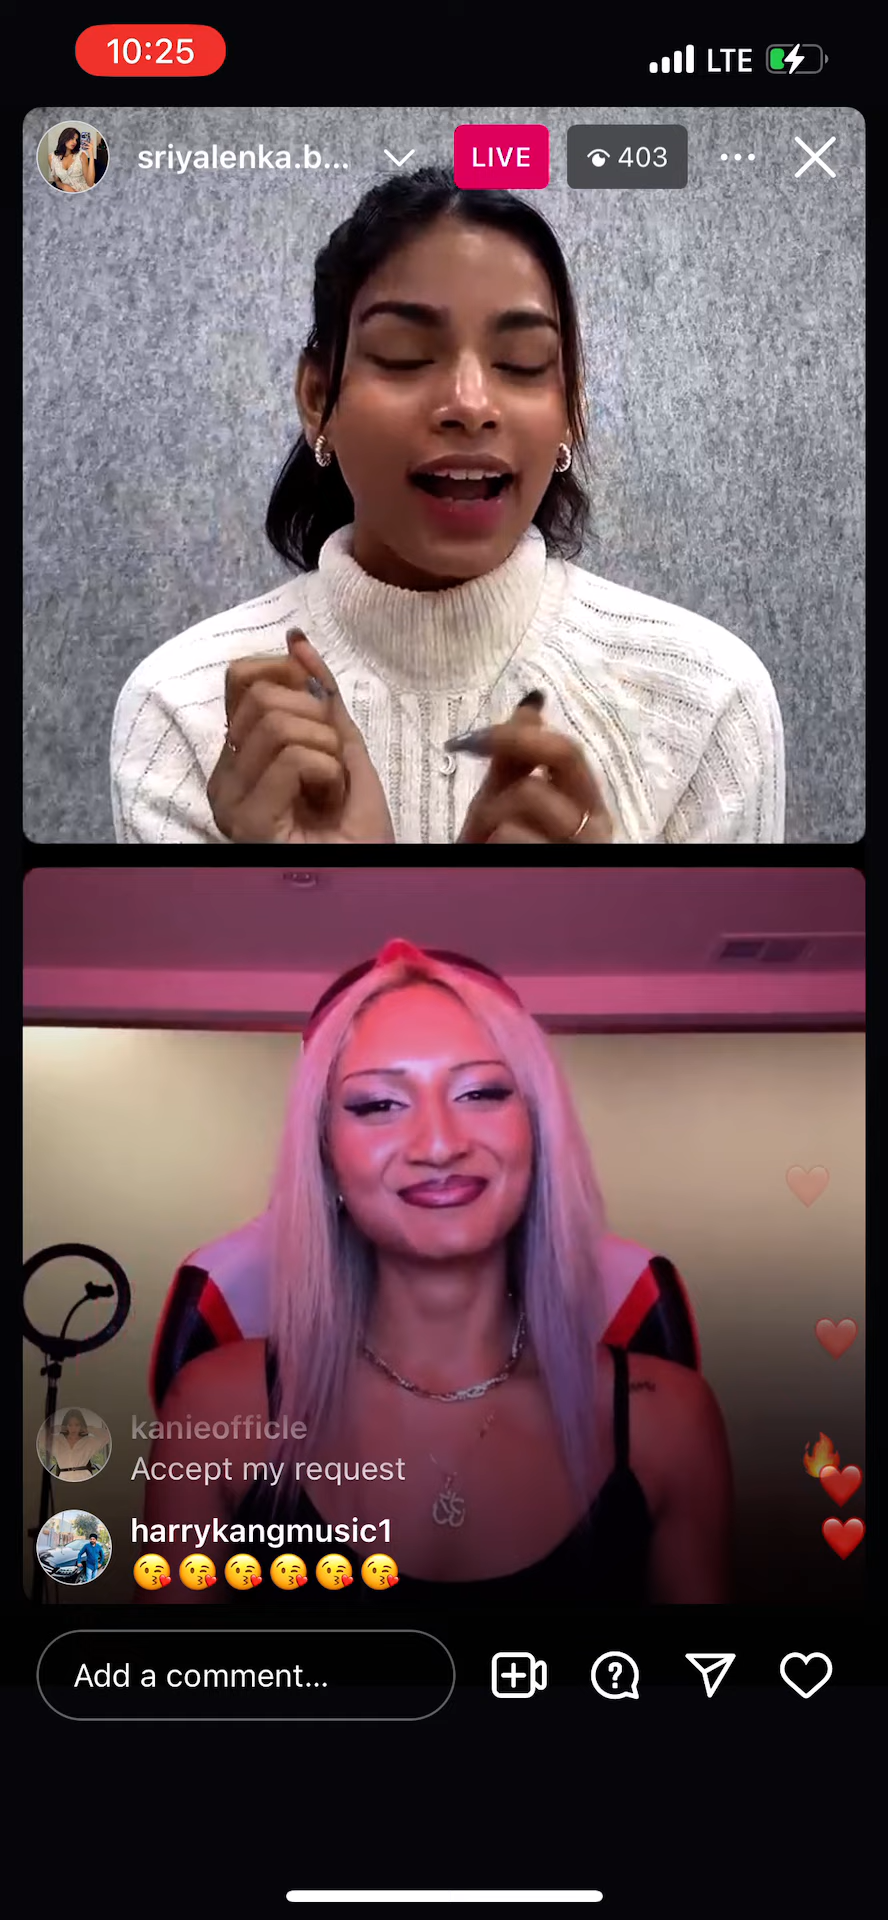 10:25
LTE
sriyalenka.b...
LIVE
403
kanieofficle
Accept my request
harrykangmusic1
😘😘😘😘😘😘
Add a comment...